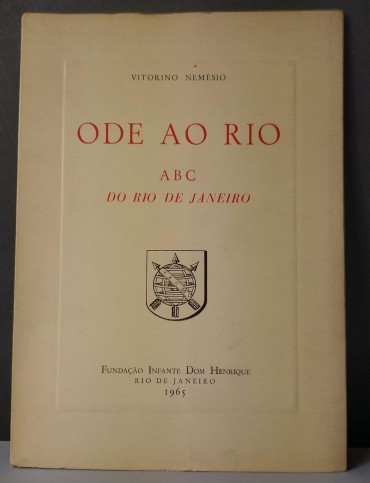 VITORINO NEMÉSIO
ODE AO RIO
ABC
DO RIO DE JANEIRO
FUNDAÇÃO INFANTE DOM HENRIQUE
RIO DE JANEIRO
1965